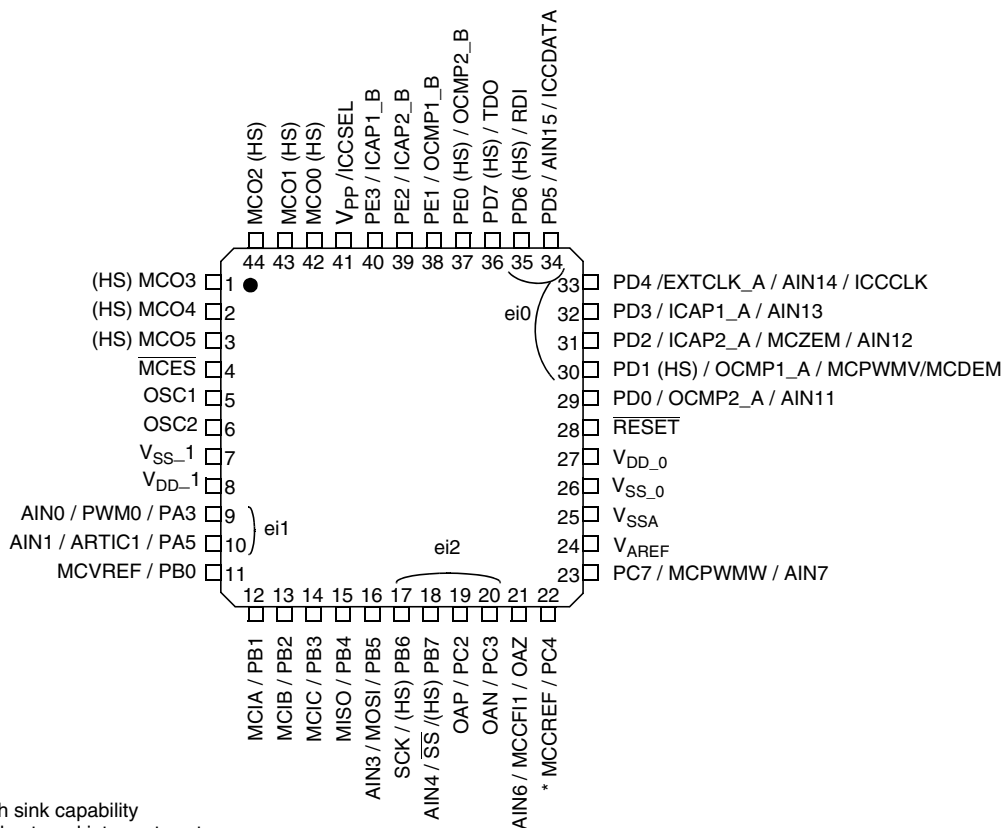 MCO2 (HS)
MCO1 (HS)
MCO0 (HS)
VPP /ICCSEL
PE3 / ICAP1_B
PE2 / ICAP2_B
PE1 / OCMP1_B
PE0 (HS) / OCMP2_B
PD7 (HS) / TDO
PD6 (HS) / RDI
PD5 / AIN15 / ICCDATA
44 43 42 41 40 39 38 37 36 35 34
(HS) MCO3 1
(HS) MCO4 2
(HS) MCO5 3
MCES 4
OSC1 5
OSC2 6
VSS_1 7
VDD_1 8
AIN0 / PWM0 / PA3 9
AIN1 / ARTIC1 / PA5 10
MCVREF / PB0 11
ei1
ei0
ei2
33 PD4 /EXTCLK_A / AIN14 / ICCCLK
32 PD3 / ICAP1_A / AIN13
31 PD2 / ICAP2_A / MCZEM / AIN12
30 PD1 (HS) / OCMP1_A / MCPWMV/MCDEM
29 PD0 / OCMP2_A / AIN11
28 RESET
27 VDD_0
26 VSS_0
25 VSSA
24 VAREF
23 PC7 / MCPWMW / AIN7
12 13 14 15 16 17 18 19 20 21 22
MCIA / PB1
MCIB / PB2
MCIC / PB3
MISO / PB4
AIN3 / MOSI / PB5
SCK / (HS) PB6
AIN4 / SS /(HS) PB7
OAP / PC2
OAN / PC3
AIN6 / MCCFI1 / OAZ
* MCCREF / PC4
sink capability